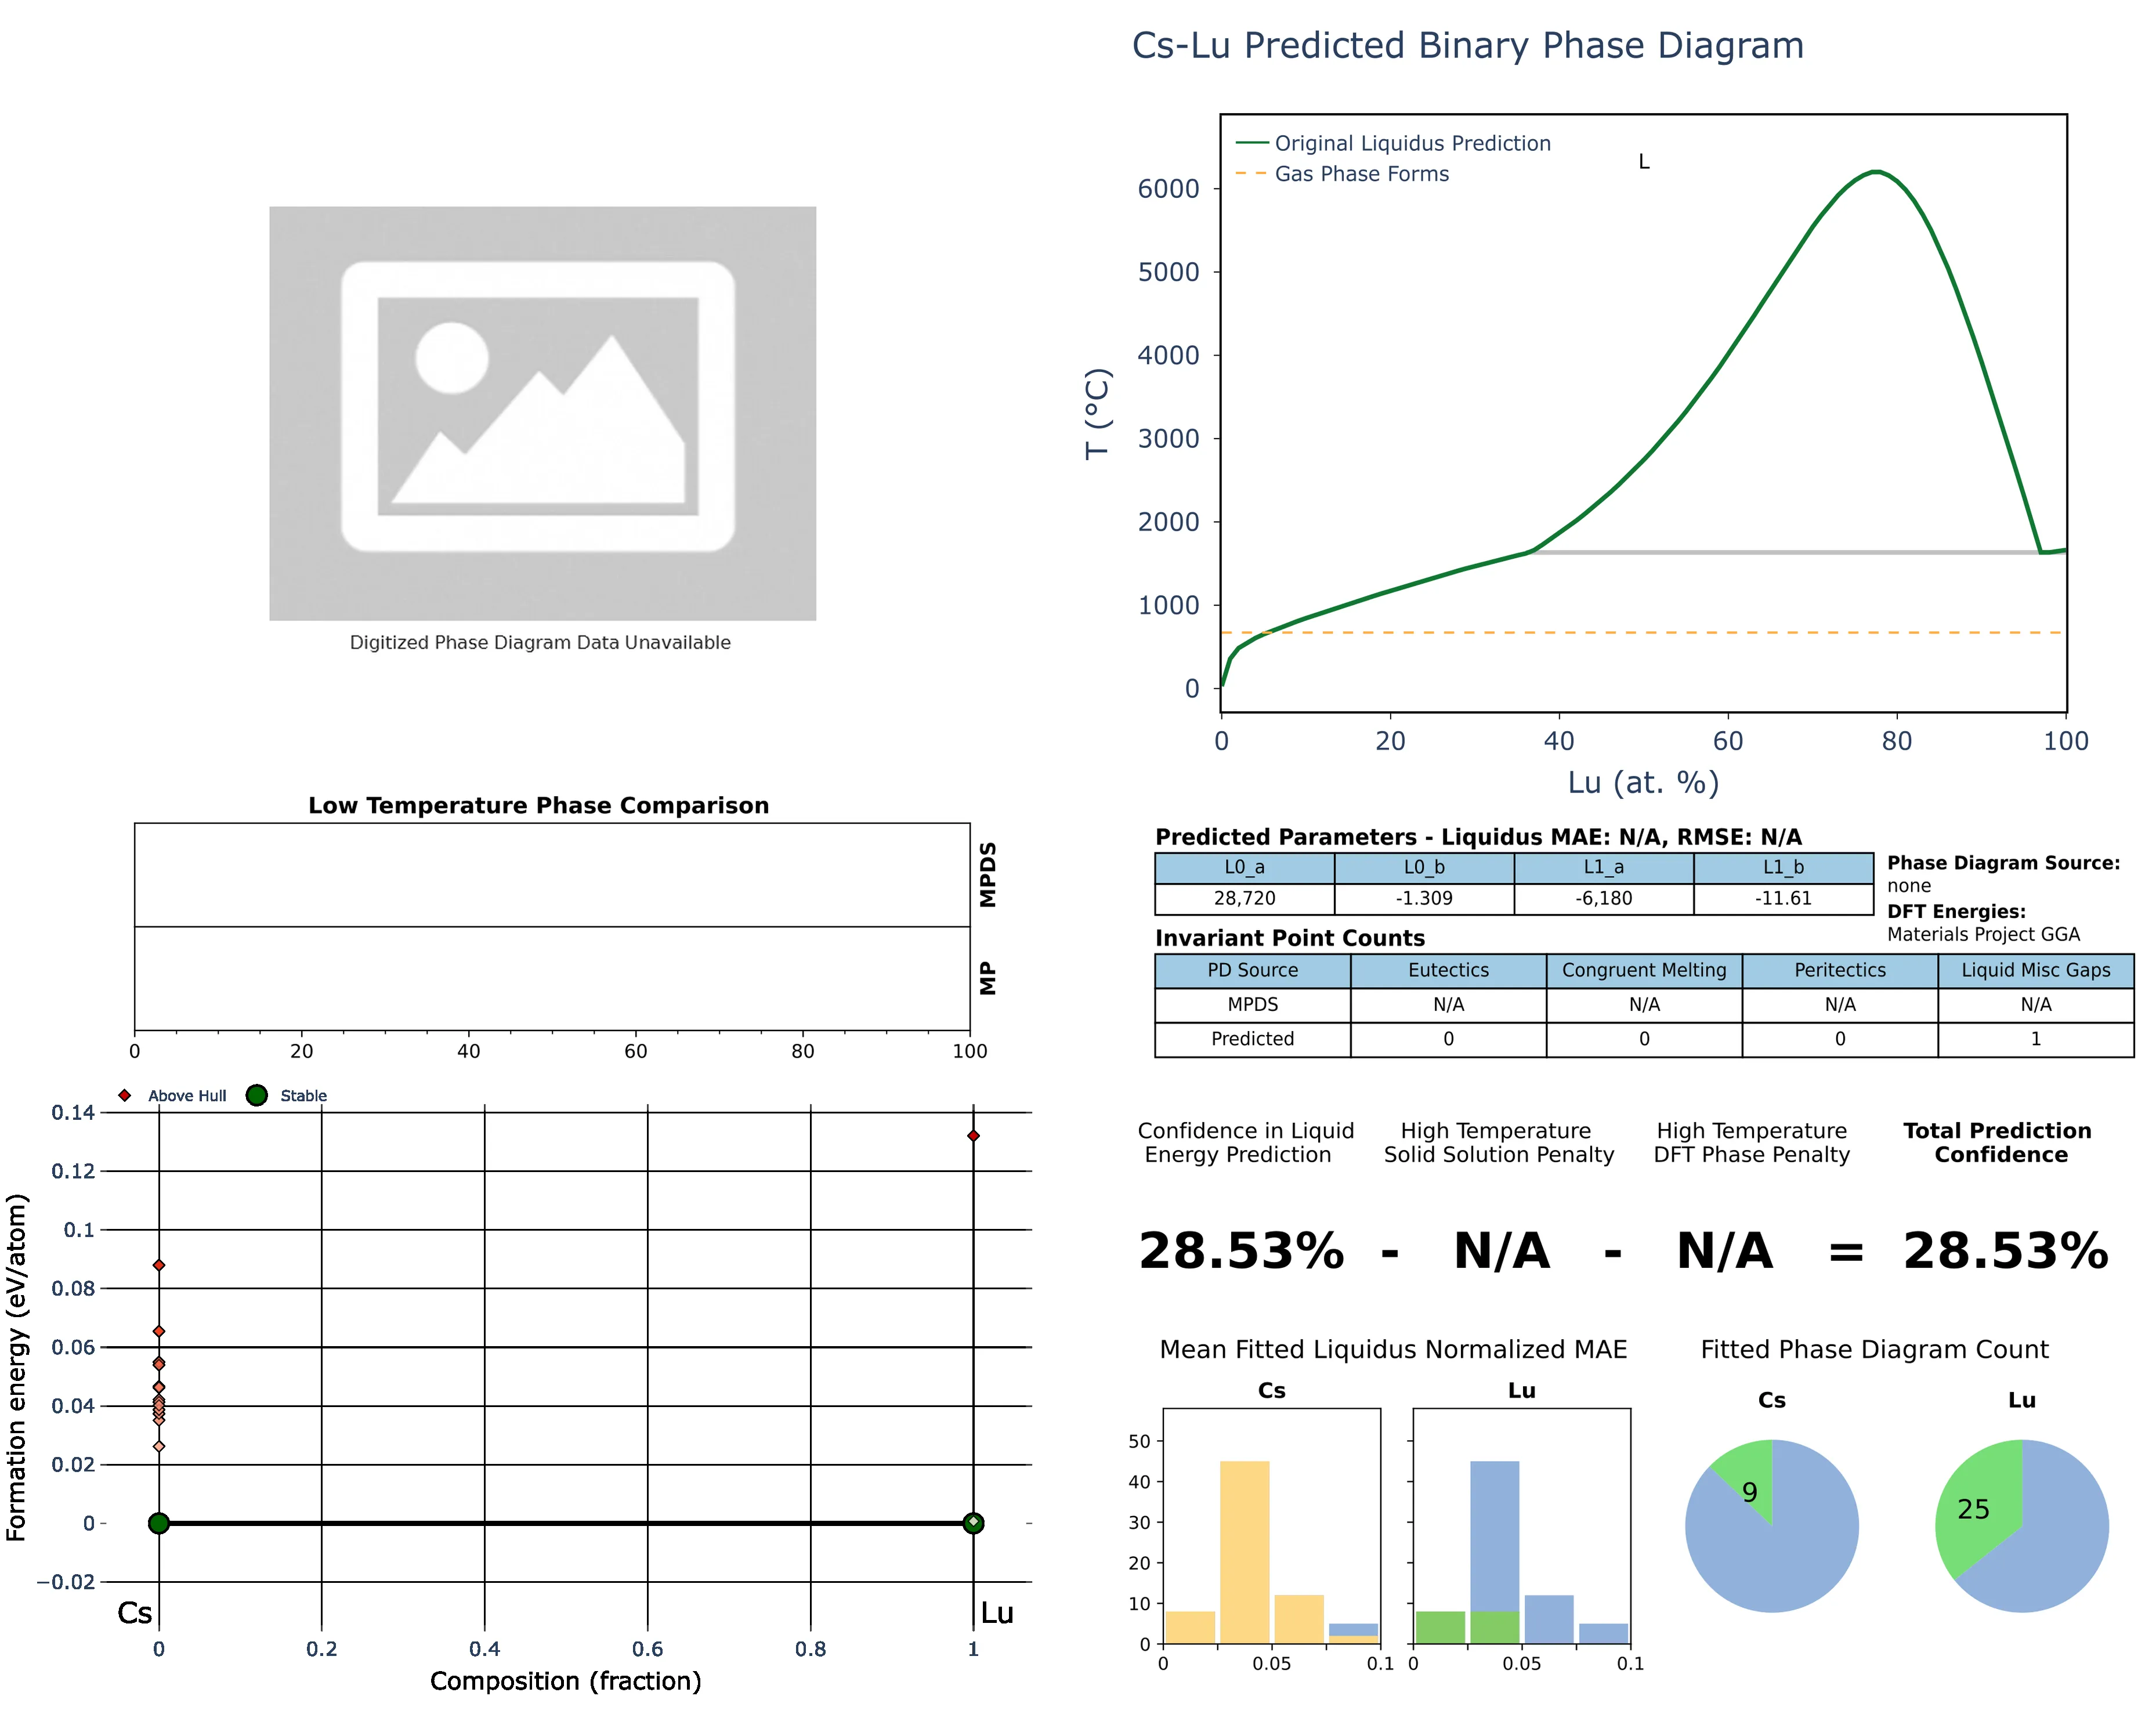 Cs-Lu Predicted Binary Phase Diagram
Original Liquidus Prediction
Gas Phase Forms
L
6000
5000
4000
3000
2000
1000
0
T (°C)
0 20 40 60 80 100
Lu (at. %)
Digitized Phase Diagram Data Unavailable
Low Temperature Phase Comparison
MPDS
MP
0 20 40 60 80 100
Predicted Parameters - Liquidus MAE: N/A, RMSE: N/A
L0_a L0_b L1_a L1_b
28,720 -1.309 -6,180 -11.61
Phase Diagram Source:
none
DFT Energies:
Materials Project GGA
Invariant Point Counts
PD Source Eutectics Congruent Melting Peritectics Liquid Misc Gaps
MPDS N/A N/A N/A N/A
Predicted 0 0 0 1
Above Hull Stable
0.14
0.12
0.1
0.08
0.06
0.04
0.02
0
−0.02
Formation energy (eV/atom)
Cs Lu
0 0.2 0.4 0.6 0.8 1
Composition (fraction)
Confidence in Liquid
Energy Prediction
High Temperature
Solid Solution Penalty
High Temperature
DFT Phase Penalty
Total Prediction
Confidence
28.53% - N/A - N/A = 28.53%
Mean Fitted Liquidus Normalized MAE
Cs Lu
50
40
30
20
10
0
0 0.05 0.1 0 0.05 0.1
Fitted Phase Diagram Count
Cs Lu
9 25